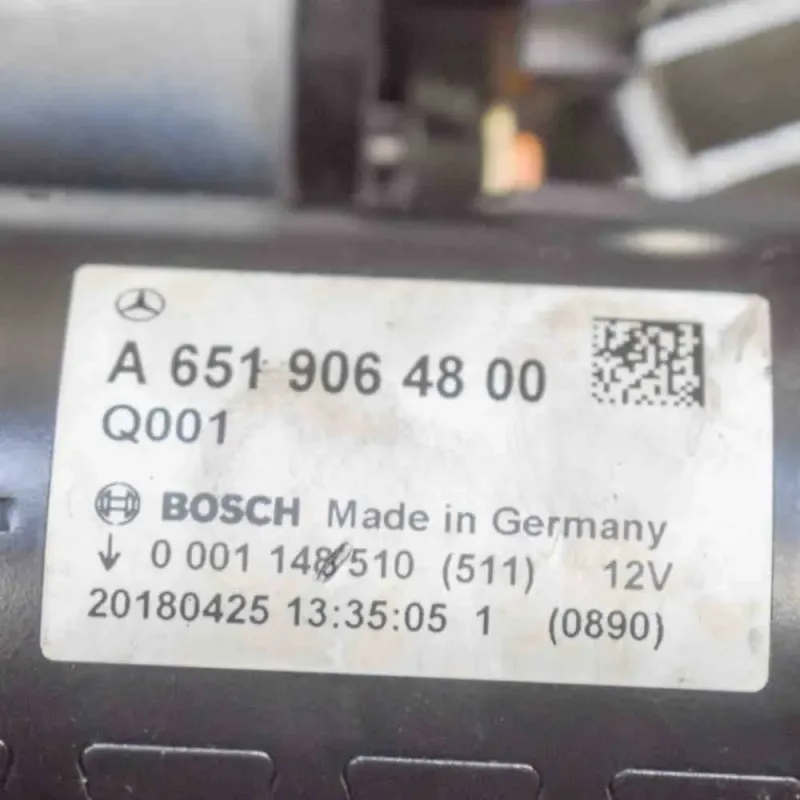 A 651 906 48 00
Q001
BOSCH Made in Germany
0 001 148 510 (511) 12V
20180425 13:35:05 1 (0890)